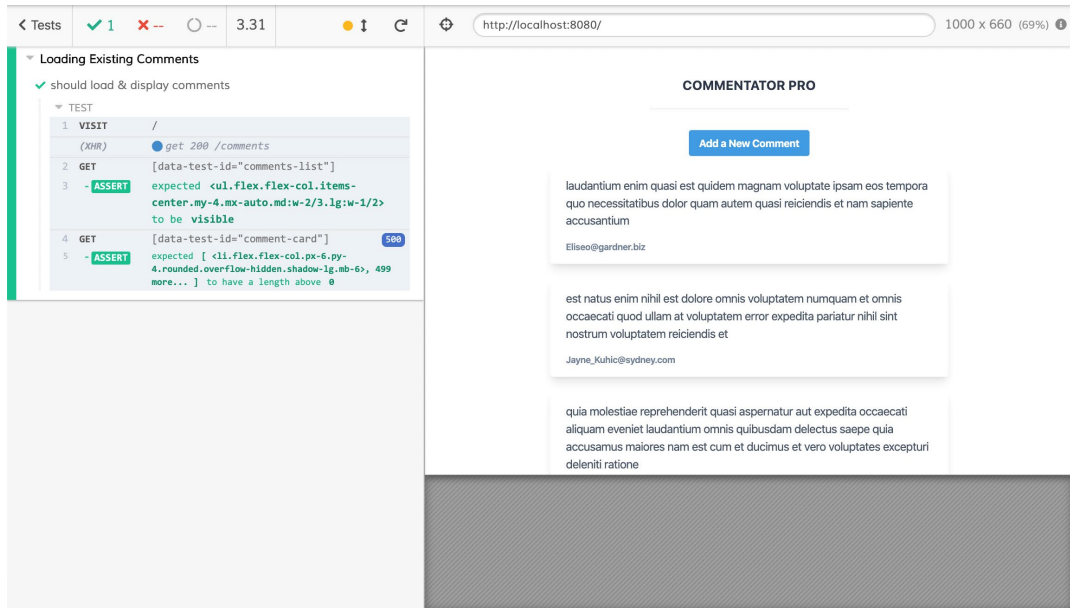 Tests
1
--
--
3.31
http://localhost:8080/
1000 x 660 (69%)
Loading Existing Comments
should load & display comments
TEST
1 VISIT /
(XHR) get 200 /comments
2 GET [data-test-id="comments-list"]
3 - ASSERT expected <ul.flex.flex-col.items-
center.my-4.mx-auto.md:w-2/3.lg:w-1/2>
to be visible
4 GET [data-test-id="comment-card"] 500
5 - ASSERT expected [ <li.flex.flex-col.px-6.py-
4.rounded.overflow-hidden.shadow-lg.mb-6>, 499
more... ] to have a length above 0
COMMENTATOR PRO
Add a New Comment
laudantium enim quasi est quidem magnam voluptate ipsam eos tempora
quo necessitatibus dolor quam autem quasi reiciendis et nam sapiente
accusantium
Eliseo@gardner.biz
est natus enim nihil est dolore omnis voluptatem numquam et omnis
occaecati quod ullam at voluptatem error expedita pariatur nihil sint
nostrum voluptatem reiciendis et
Jayne_Kuhic@sydney.com
quia molestiae reprehenderit quasi aspernatur aut expedita occaecati
aliquam eveniet laudantium omnis quibusdam delectus saepe quia
accusamus maiores nam est cum et ducimus et vero voluptates excepturi
deleniti ratione